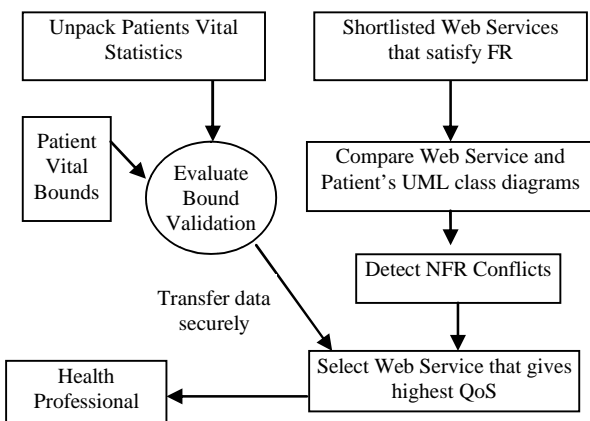 Unpack Patients Vital
Statistics
Shortlisted Web Services
that satisfy FR
Patient
Vital
Bounds
Evaluate
Bound
Validation
Compare Web Service and
Patient's UML class diagrams
Detect NFR Conflicts
Transfer data
securely
Select Web Service that gives
highest QoS
Health
Professional